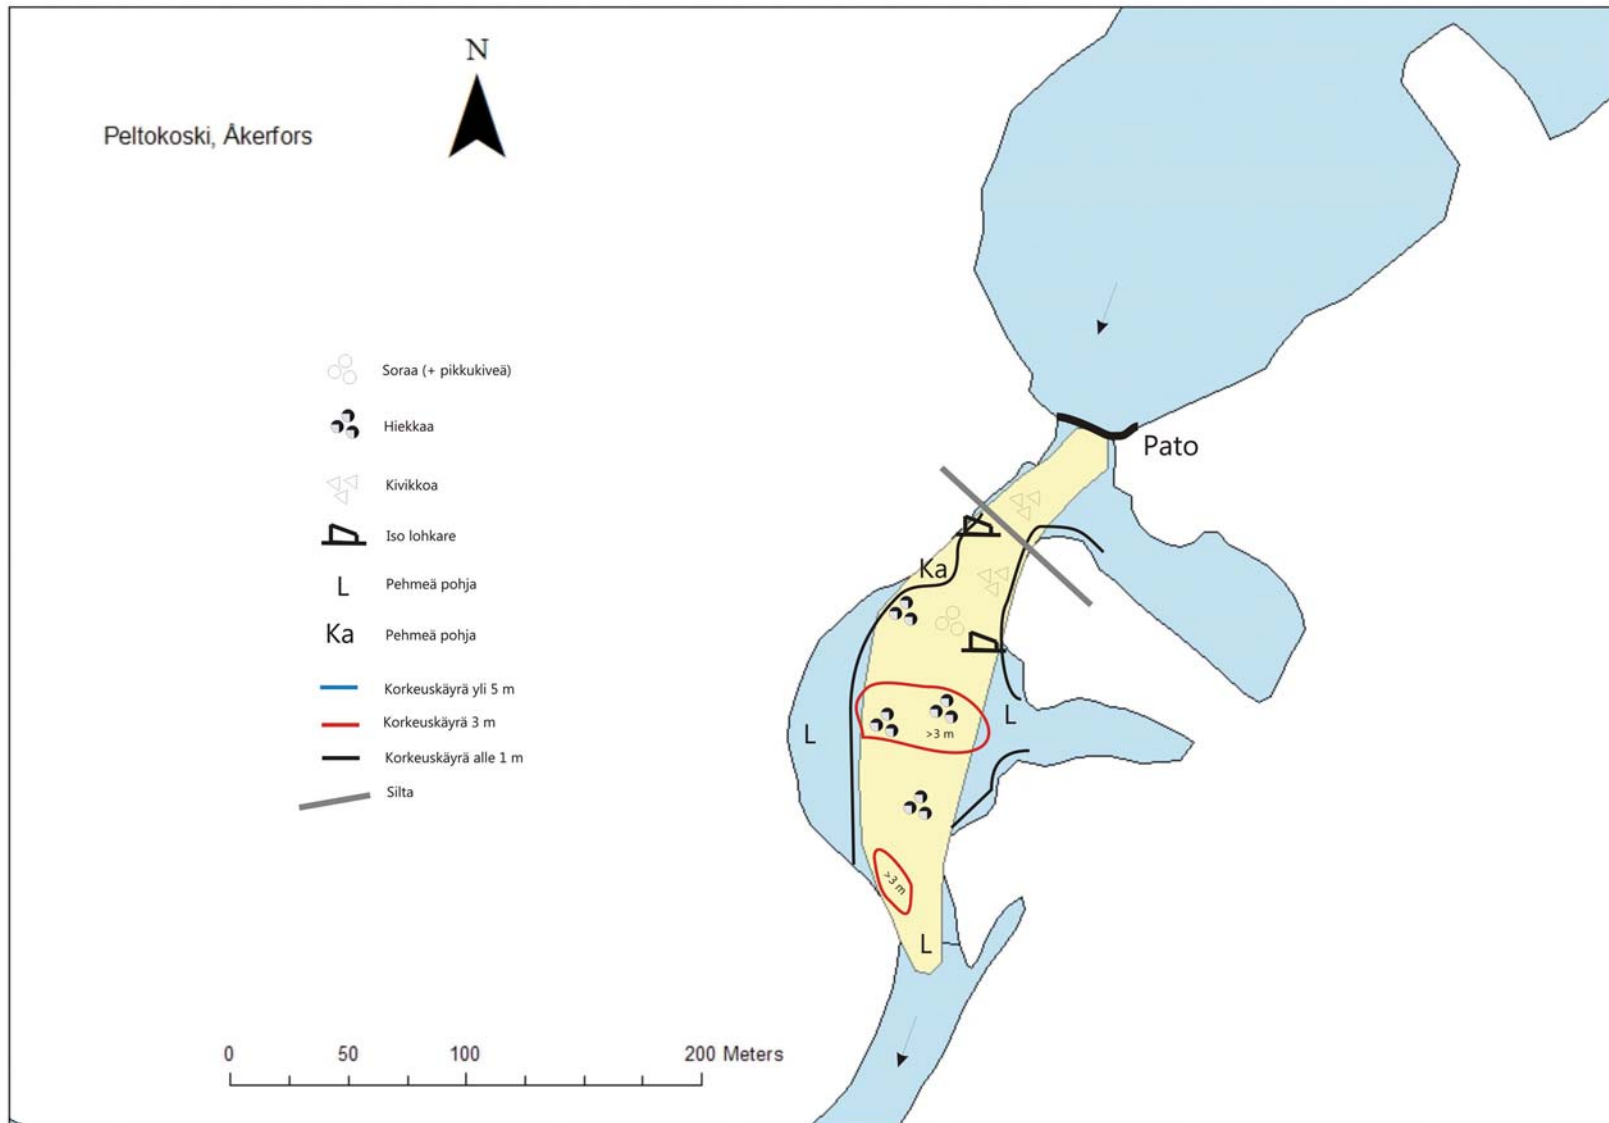 N
Peltokoski, Åkerfors
Soraa (+ pikkukiveä)
Hiekkaa
Kivikkoa
Iso lohkare
L Pehmeä pohja
Ka Pehmeä pohja
Korkeuskäyrä yli 5 m
Korkeuskäyrä 3 m
Korkeuskäyrä alle 1 m
Silta
Pato
Ka
L
L
>3 m
>3 m
L
0 50 100 200 Meters